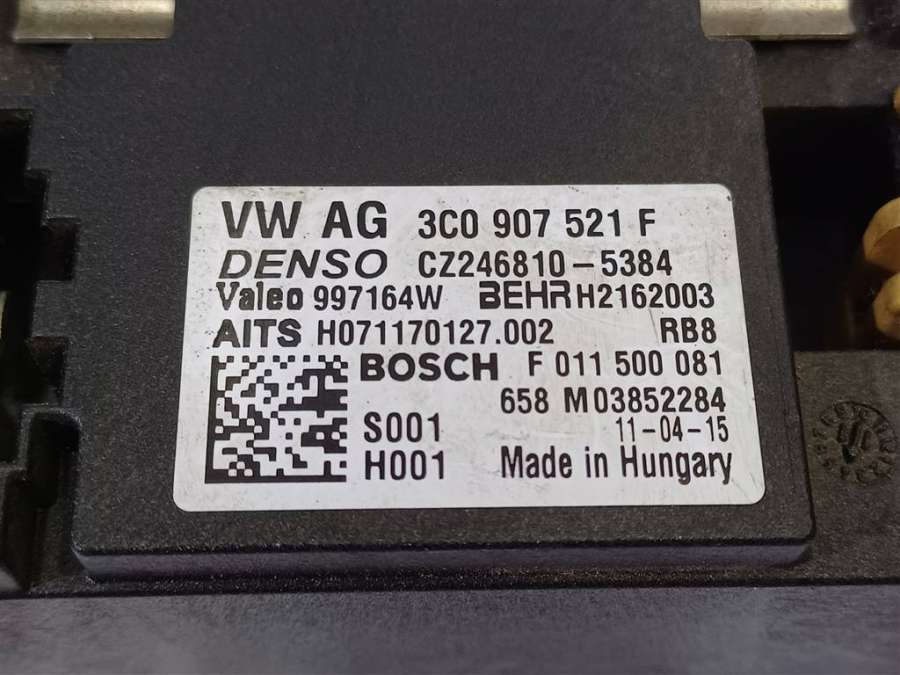 VW AG 3C0 907 521 F
DENSO CZ246810-5384
Valeo 997164W BEHR H2162003
AITS H071170127.002 RB8
BOSCH F 011 500 081
658 M 03852284
S001 11-04-15
H001 Made in Hungary